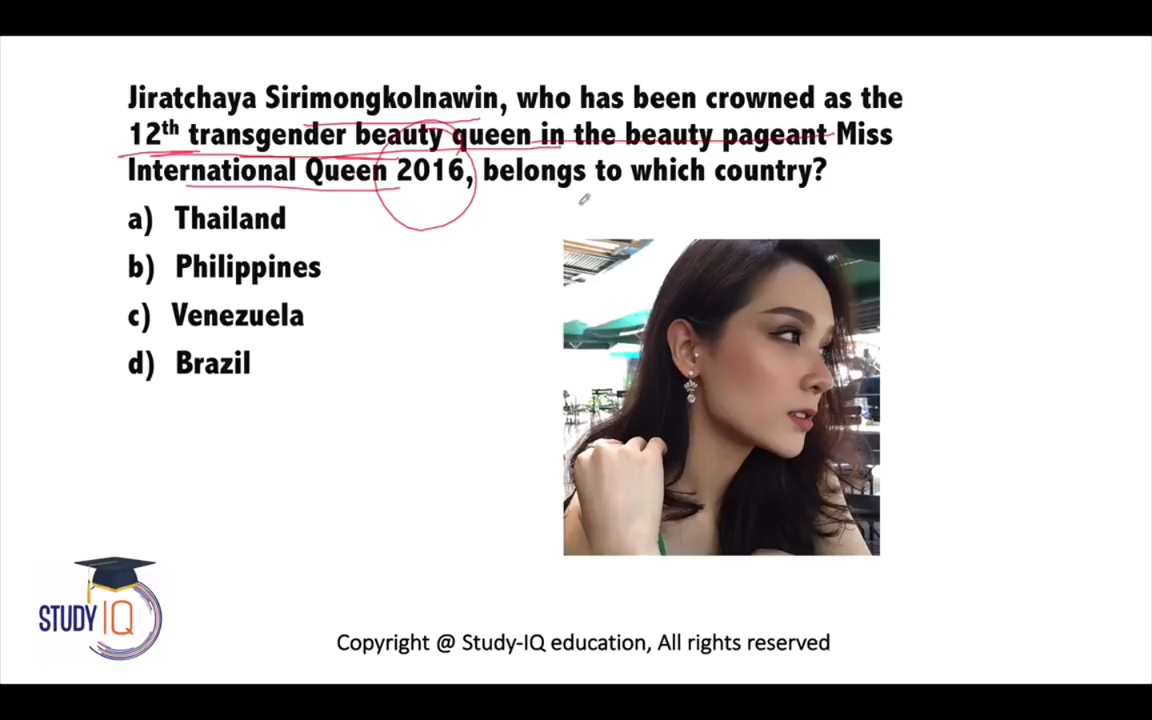 Jiratchaya Sirimongkolnawin, who has been crowned as the
12th transgender beauty queen in the beauty pageant Miss
International Queen 2016, belongs to which country?
a) Thailand
b) Philippines
c) Venezuela
d) Brazil
STUDY IQ
Copyright @ Study-IQ education, All rights reserved